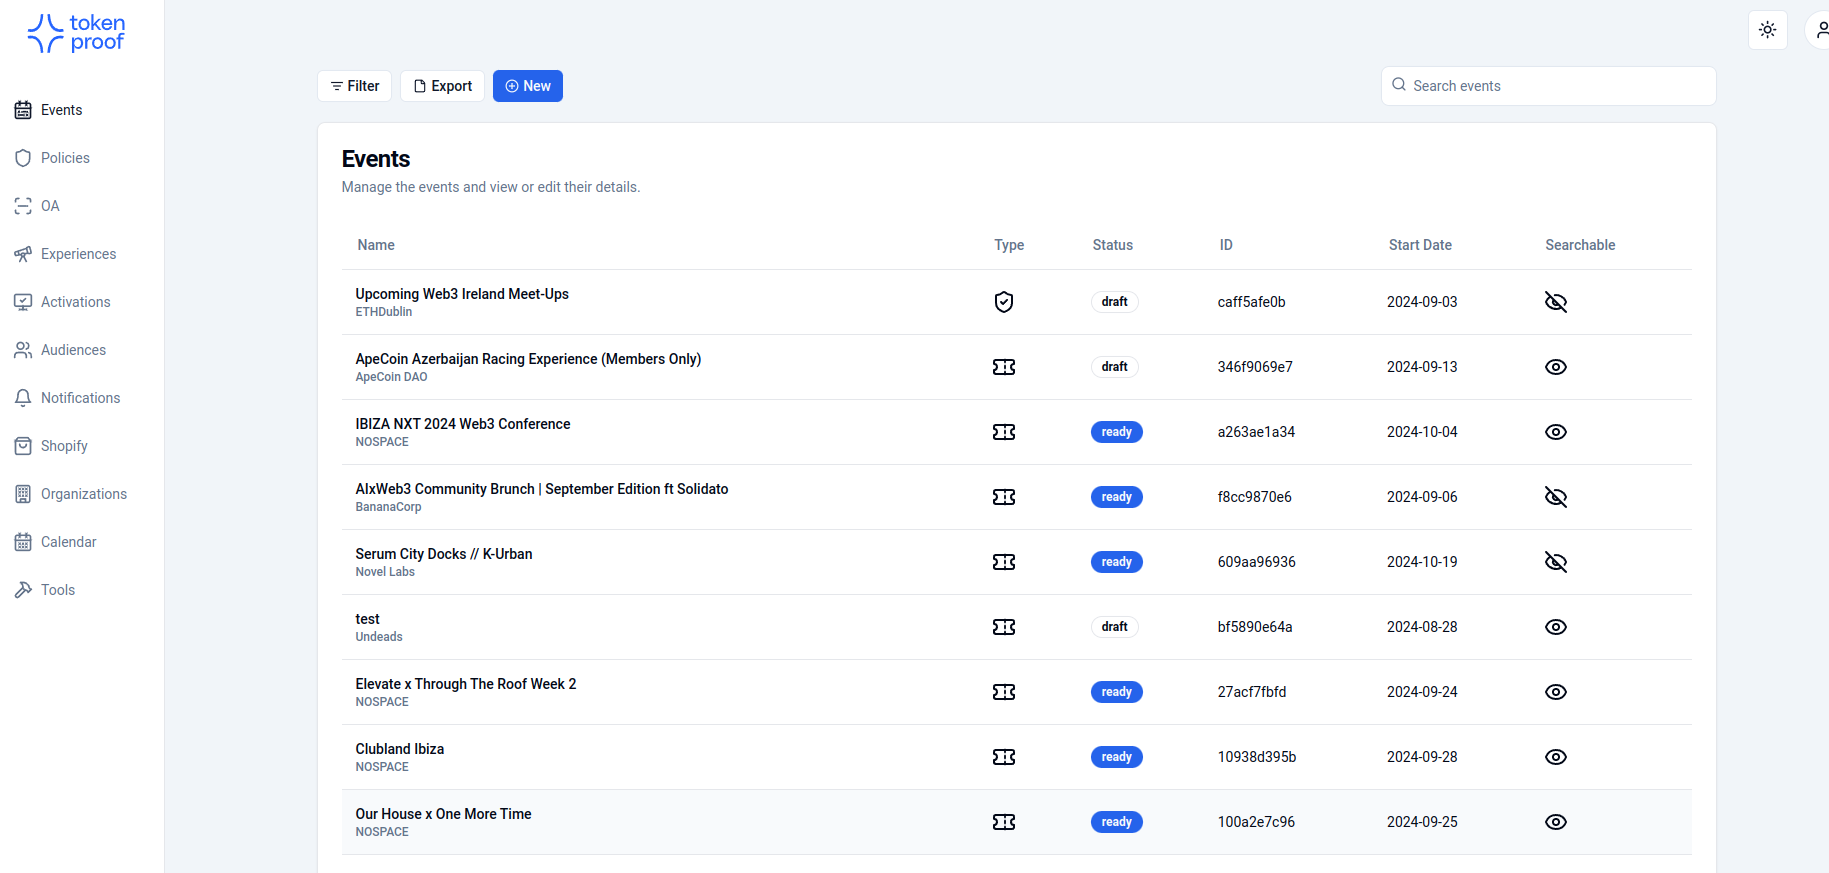 token
proof
Events
Policies
OA
Experiences
Activations
Audiences
Notifications
Shopify
Organizations
Calendar
Tools
Filter Export New
Search events
Events
Manage the events and view or edit their details.
Name Type Status ID Start Date Searchable
Upcoming Web3 Ireland Meet-Ups
ETHDublin
draft caff5afe0b 2024-09-03
ApeCoin Azerbaijan Racing Experience (Members Only)
ApeCoin DAO
draft 346f9069e7 2024-09-13
IBIZA NXT 2024 Web3 Conference
NOSPACE
ready a263ae1a34 2024-10-04
AIxWeb3 Community Brunch | September Edition ft Solidato
BananaCorp
ready f8cc9870e6 2024-09-06
Serum City Docks // K-Urban
Novel Labs
ready 609aa96936 2024-10-19
test
Undeads
draft bf5890e64a 2024-08-28
Elevate x Through The Roof Week 2
NOSPACE
ready 27acf7fbfd 2024-09-24
Clubland Ibiza
NOSPACE
ready 10938d395b 2024-09-28
Our House x One More Time
NOSPACE
ready 100a2e7c96 2024-09-25